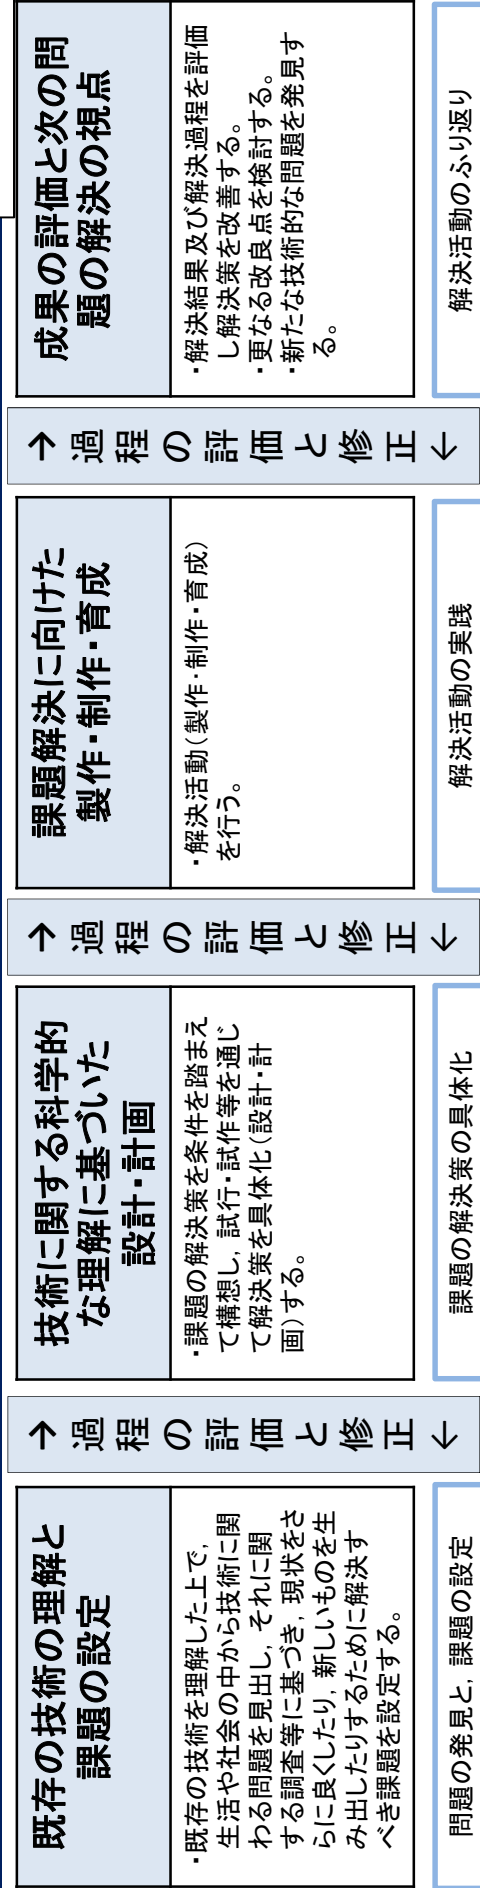 既存の技術の理解と
課題の設定
・既存の技術を理解した上で,
生活や社会の中から技術に関
わる問題を見出し,それに関
する調査等に基づき,現状をさ
らに良くしたり,新しいものを生
み出したりするために解決す
べき課題を設定する。
問題の発見と,課題の設定
↑過程の評価と修正↓
技術に関する科学的
な理解に基づいた
設計・計画
・課題の解決策を条件を踏まえ
て構想し,試行・試作等を通じ
て解決策を具体化(設計・計
画)する。
課題の解決策の具体化
↑過程の評価と修正↓
課題解決に向けた
製作・制作・育成
・解決活動(製作・制作・育成)
を行う。
解決活動の実践
↑過程の評価と修正↓
成果の評価と次の問
題の解決の視点
・解決結果及び解決過程を評価
し解決策を改善する。
・更なる改良点を検討する。
・新たな技術的な問題を発見す
る。
解決活動のふり返り